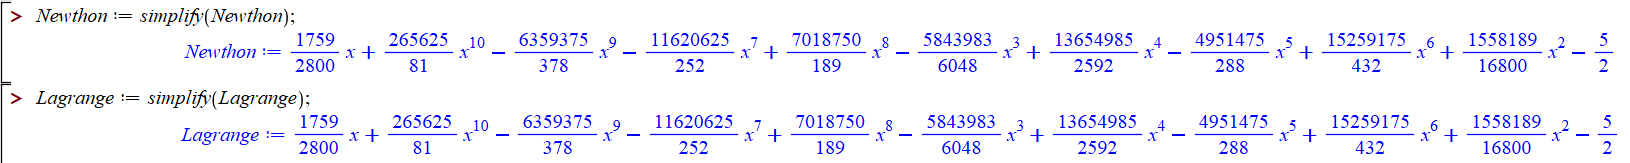 > Newthon := simplify(Newthon);
Newthon := 1759/2800 x + 265625/81 x^10 − 6359375/378 x^9 − 11620625/252 x^7 + 7018750/189 x^8 − 5843983/6048 x^3 + 13654985/2592 x^4 − 4951475/288 x^5 + 15259175/432 x^6 + 1558189/16800 x^2 − 5/2
> Lagrange := simplify(Lagrange);
Lagrange := 1759/2800 x + 265625/81 x^10 − 6359375/378 x^9 − 11620625/252 x^7 + 7018750/189 x^8 − 5843983/6048 x^3 + 13654985/2592 x^4 − 4951475/288 x^5 + 15259175/432 x^6 + 1558189/16800 x^2 − 5/2